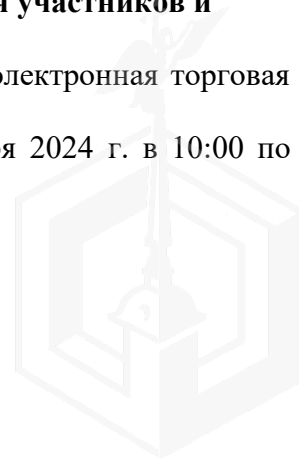 участников и
электронная торговая
2024 г. в 10:00 по